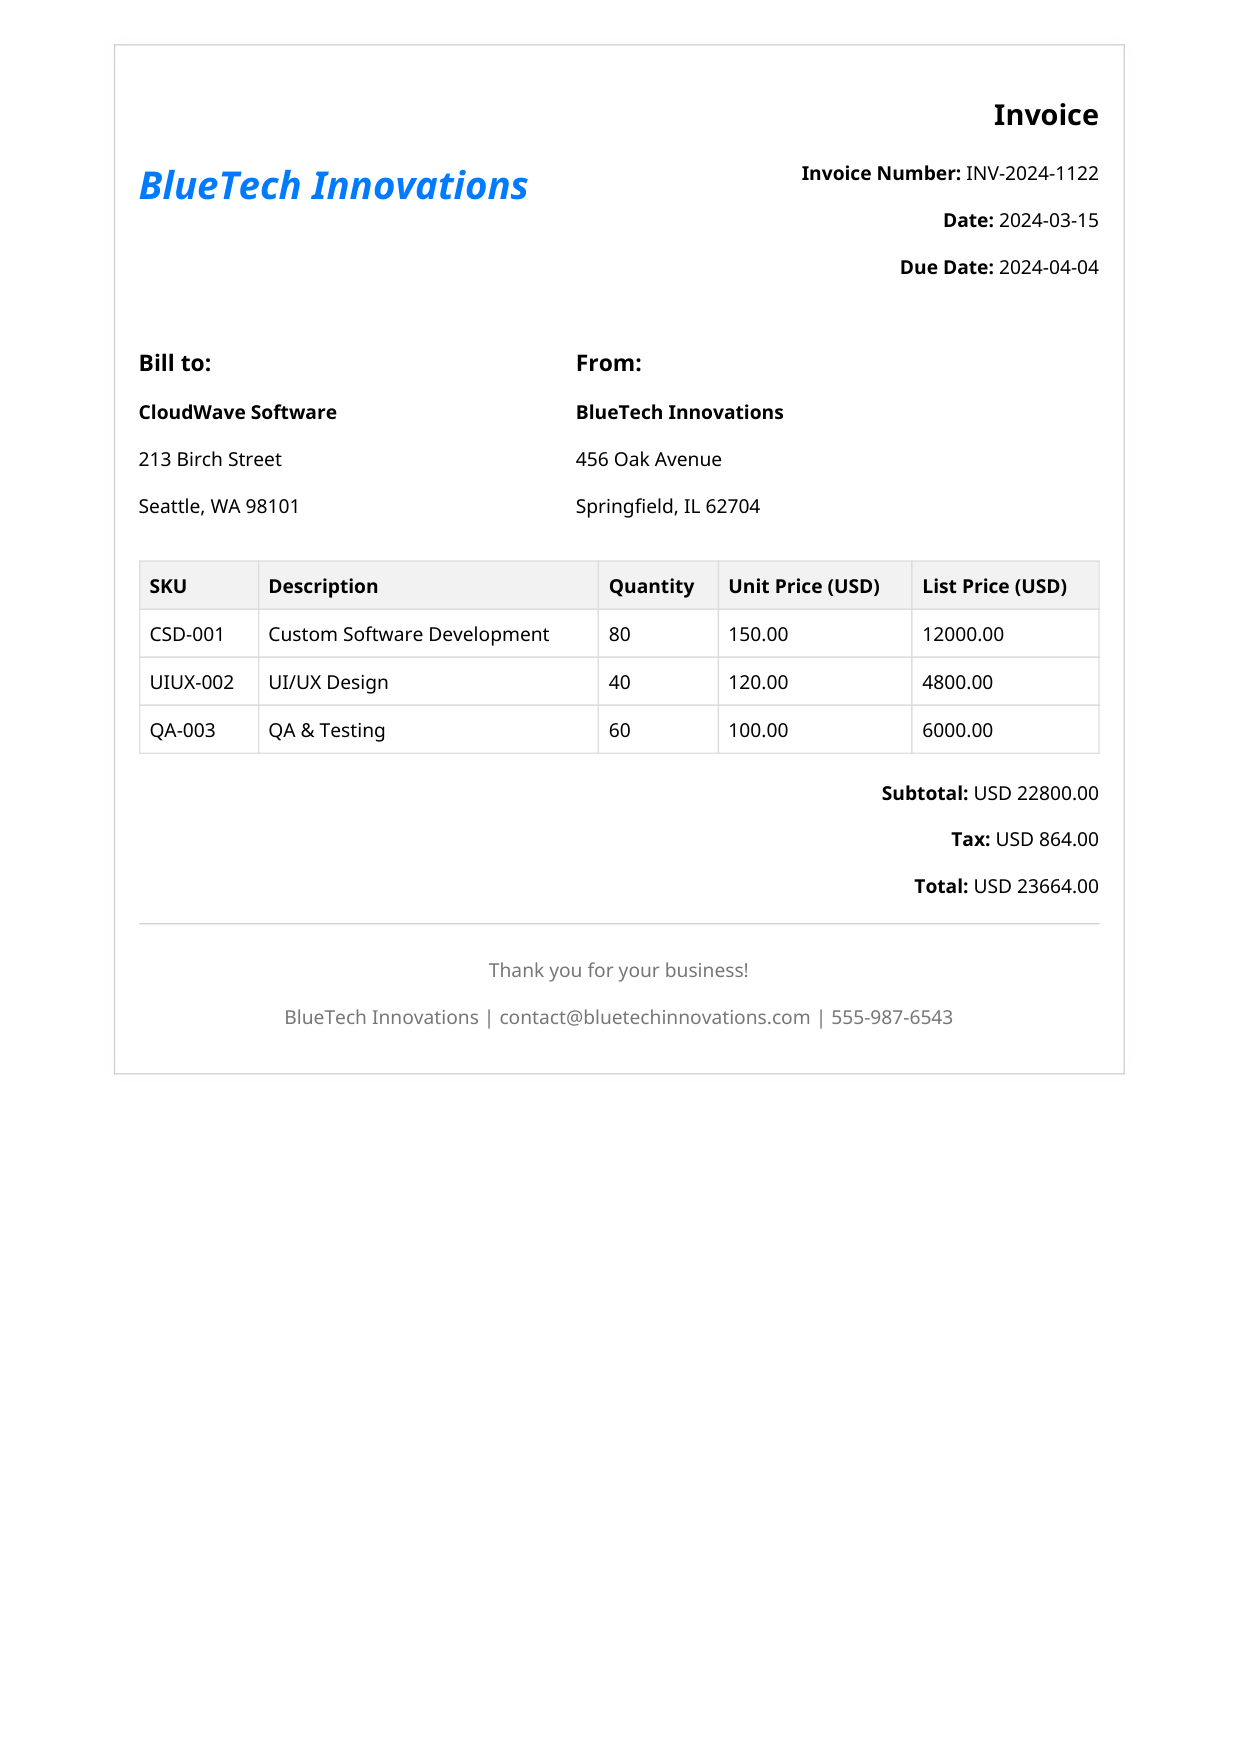 Invoice
BlueTech Innovations
Invoice Number: INV-2024-1122
Date: 2024-03-15
Due Date: 2024-04-04
Bill to:
CloudWave Software
213 Birch Street
Seattle, WA 98101
From:
BlueTech Innovations
456 Oak Avenue
Springfield, IL 62704
SKU Description Quantity Unit Price (USD) List Price (USD)
CSD-001 Custom Software Development 80 150.00 12000.00
UIUX-002 UI/UX Design 40 120.00 4800.00
QA-003 QA & Testing 60 100.00 6000.00
Subtotal: USD 22800.00
Tax: USD 864.00
Total: USD 23664.00
Thank you for your business!
BlueTech Innovations | contact@bluetechinnovations.com | 555-987-6543